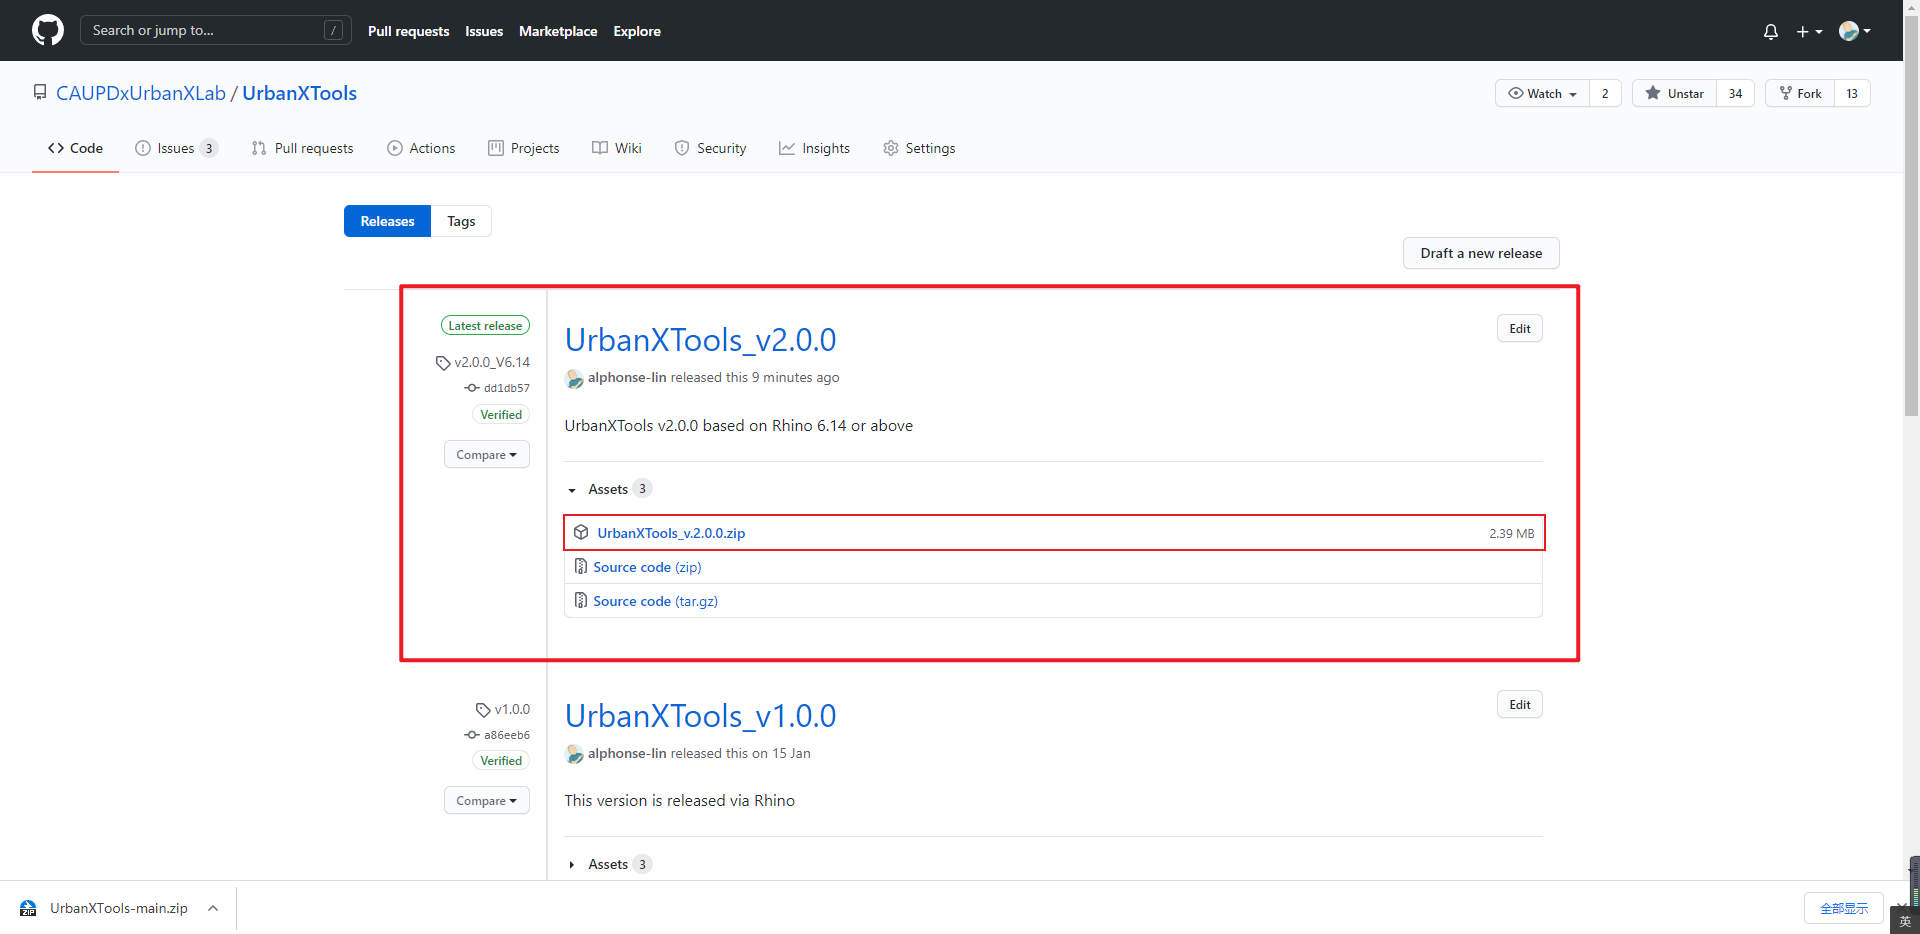 Search or jump to... / Pull requests Issues Marketplace Explore
CAUPDxUrbanXLab / UrbanXTools Watch 2 Unstar 34 Fork 13
Code Issues 3 Pull requests Actions Projects Wiki Security Insights Settings
Releases Tags
Draft a new release
Latest release
v2.0.0_V6.14
dd1db57
Verified
Compare
UrbanXTools_v2.0.0 Edit
alphonse-lin released this 9 minutes ago
UrbanXTools v2.0.0 based on Rhino 6.14 or above
Assets 3
UrbanXTools_v.2.0.0.zip 2.39 MB
Source code (zip)
Source code (tar.gz)
v1.0.0
a86eeb6
Verified
Compare
UrbanXTools_v1.0.0 Edit
alphonse-lin released this on 15 Jan
This version is released via Rhino
Assets 3
ZIP UrbanXTools-main.zip 全部显示
英